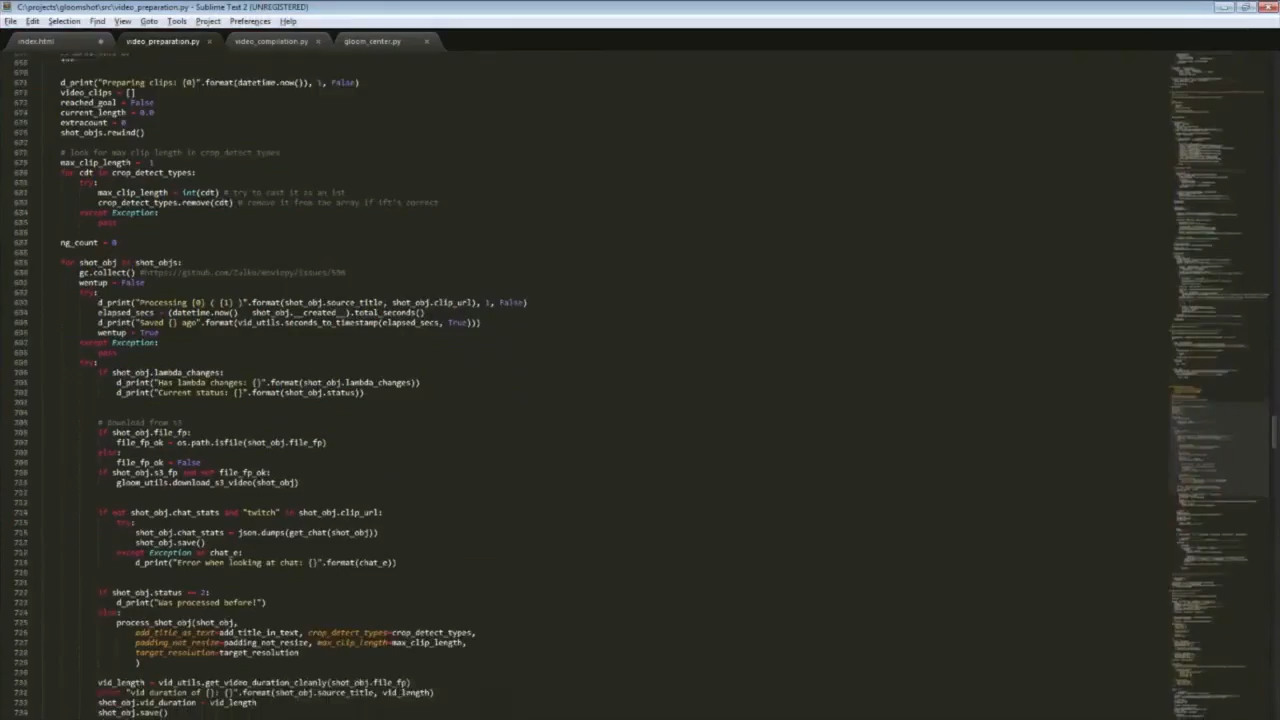 C:\projects\gloomshot\src\video_preparation.py - Sublime Text 2 (UNREGISTERED)
File Edit Selection Find View Goto Tools Project Preferences Help
index.html video_preparation.py video_compilation.py gloom_center.py
d_print("Preparing clips: {0}".format(datetime.now()), 1, False)
video_clips = []
reached_goal = False
current_length = 0.0
extracount = 0
shot_objs.rewind()
# look for max clip length in crop_detect_types
max_clip_length = 1
for cdt in crop_detect_types:
try:
max_clip_length = int(cdt) # try to cast it as an int
crop_detect_types.remove(cdt) # remove it from the array if ift's correct
except Exception:
pass
ng_count = 0
for shot_obj in shot_objs:
gc.collect() #https://github.com/Zulko/moviepy/issues/
wentup = False
try:
d_print("Processing {0} ( {1} )".format(shot_obj.source_title, shot_obj.clip_url), 1, False)
elapsed_secs = (datetime.now() shot_obj.__created__).total_seconds()
d_print("Saved {} ago".format(vid_utils.seconds_to_timestamp(elapsed_secs, True)))
wentup = True
except Exception:
pass
try:
if shot_obj.lambda_changes:
d_print("Has lambda changes: {}".format(shot_obj.lambda_changes))
d_print("Current status: {}".format(shot_obj.status))
# download from s3
if shot_obj.file_fp:
file_fp_ok = os.path.isfile(shot_obj.file_fp)
else:
file_fp_ok = False
if shot_obj.s3_fp and not file_fp_ok:
gloom_utils.download_s3_video(shot_obj)
if not shot_obj.chat_stats and "twitch" in shot_obj.clip_url:
try:
shot_obj.chat_stats = json.dumps(get_chat(shot_obj))
shot_obj.save()
except Exception as chat_e:
d_print("Error when looking at chat: {}".format(chat_e))
if shot_obj.status == 2:
d_print("Was processed before!")
else:
process_shot_obj(shot_obj,
add_title_as_text=add_title_in_text, crop_detect_types=crop_detect_types,
padding_not_resize=padding_not_resize, max_clip_length=max_clip_length,
target_resolution=target_resolution
)
vid_length = vid_utils.get_video_duration_cleanly(shot_obj.file_fp)
print "vid duration of {}: {}".format(shot_obj.source_title, vid_length)
shot_obj.vid_duration = vid_length
shot_obj.save()